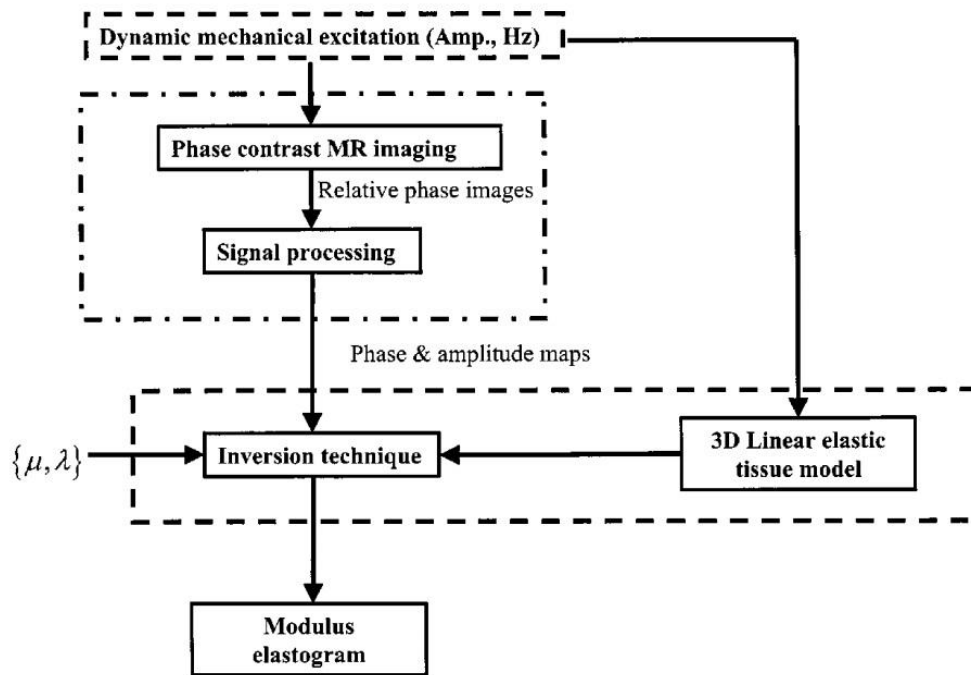 Dynamic mechanical excitation (Amp., Hz)
Phase contrast MR imaging
Relative phase images
Signal processing
Phase & amplitude maps
{μ, λ}
Inversion technique
3D Linear elastic
tissue model
Modulus
elastogram